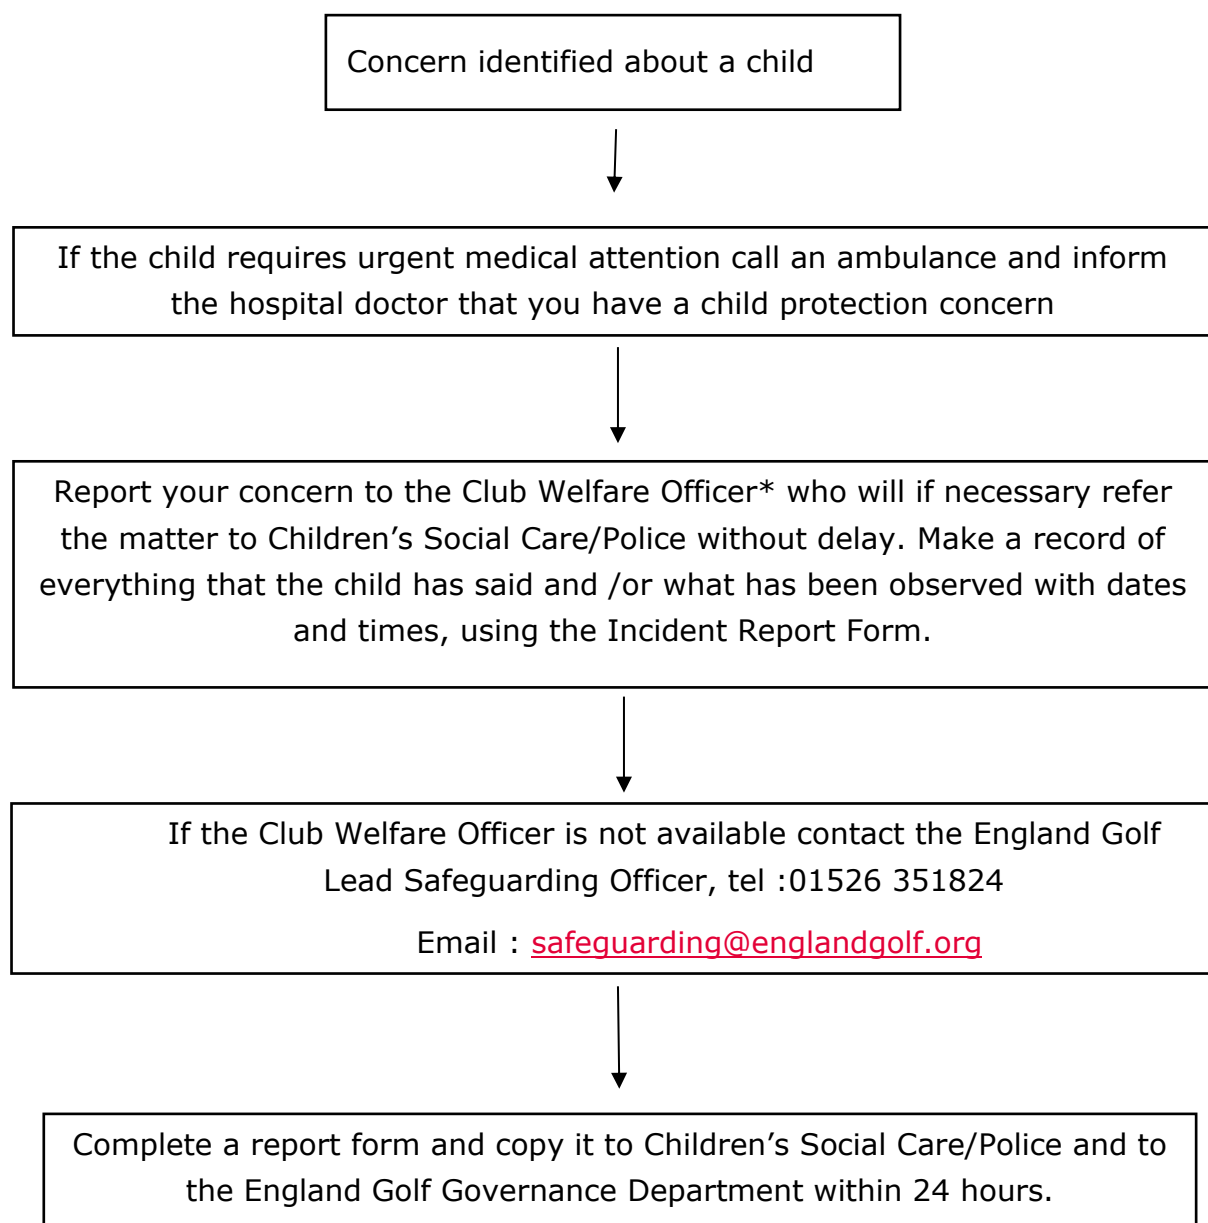 Concern identified about a child
If the child requires urgent medical attention call an ambulance and inform
the hospital doctor that you have a child protection concern
Report your concern to the Club Welfare Officer* who will if necessary refer
the matter to Children’s Social Care/Police without delay. Make a record of
everything that the child has said and /or what has been observed with dates
and times, using the Incident Report Form.
If the Club Welfare Officer is not available contact the England Golf
Lead Safeguarding Officer, tel :01526 351824
Email : safeguarding@englandgolf.org
Complete a report form and copy it to Children’s Social Care/Police and to
the England Golf Governance Department within 24 hours.